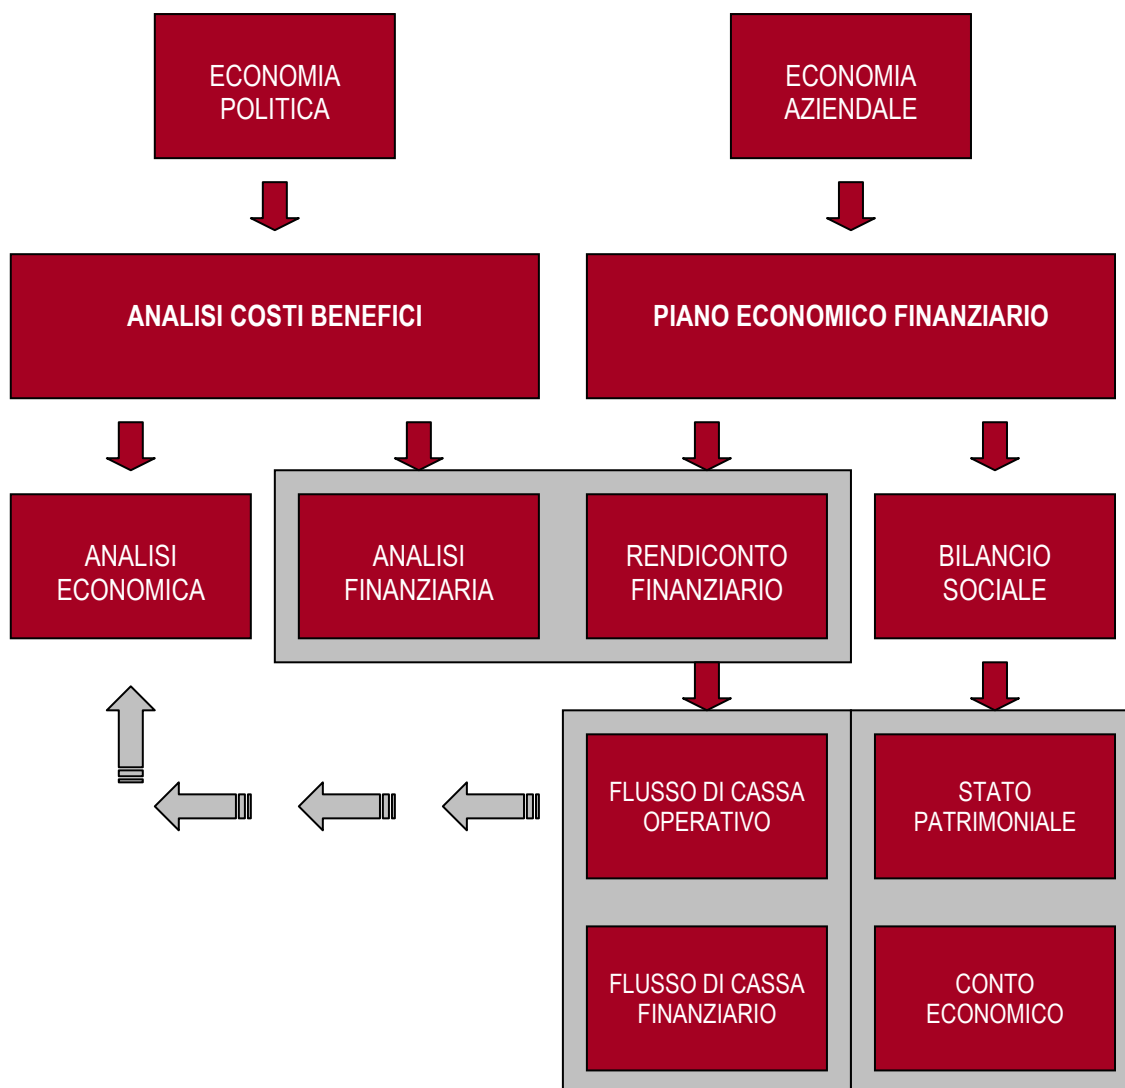 ECONOMIA
POLITICA
ECONOMIA
AZIENDALE
ANALISI COSTI BENEFICI
PIANO ECONOMICO FINANZIARIO
ANALISI
ECONOMICA
ANALISI
FINANZIARIA
RENDICONTO
FINANZIARIO
BILANCIO
SOCIALE
FLUSSO DI CASSA
OPERATIVO
STATO
PATRIMONIALE
FLUSSO DI CASSA
FINANZIARIO
CONTO
ECONOMICO